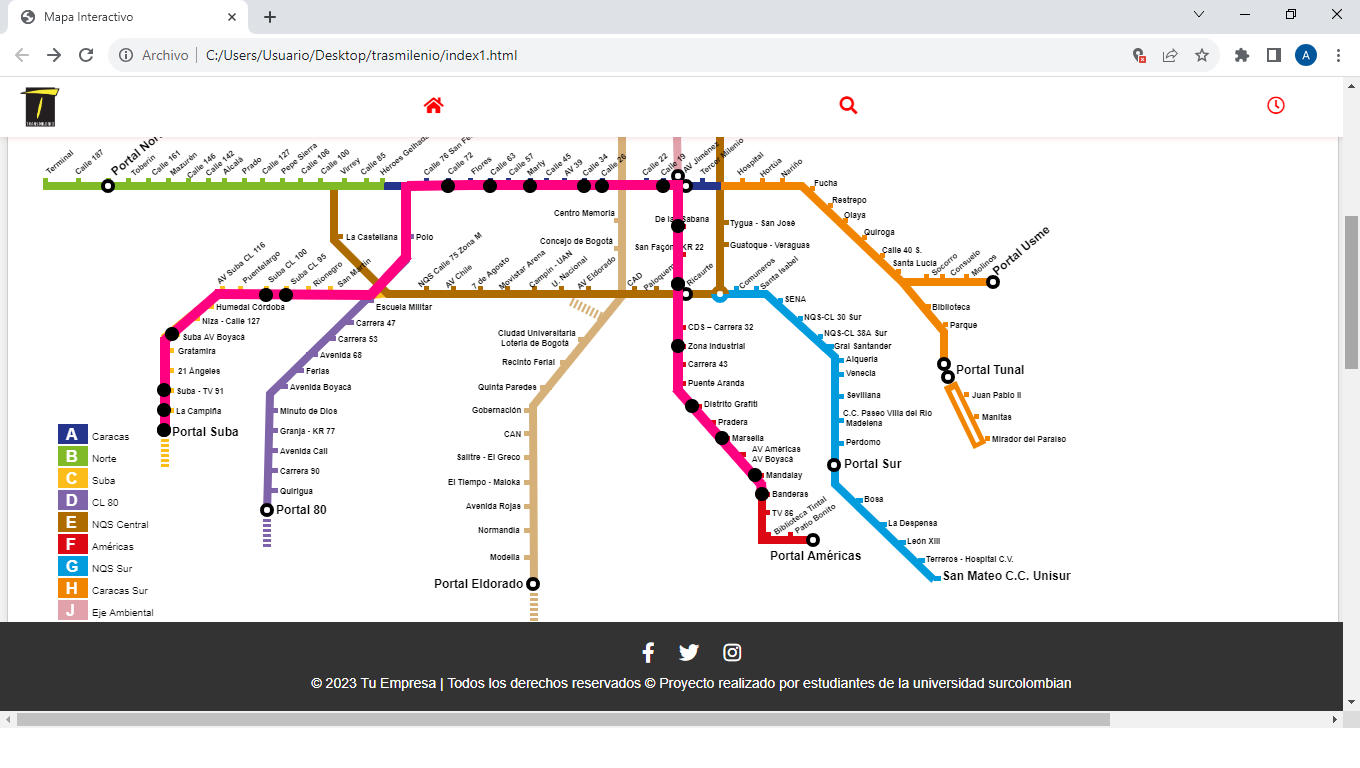 Mapa Interactivo
Archivo
C:/Users/Usuario/Desktop/trasmilenio/index1.html
A
TRANSMILENIO
Terminal
Calle 187
Portal Nor
Toberín
Calle 161
Mazurén
Calle 146
Calle 142
Alcalá
Prado
Calle 127
Pepe Sierra
Calle 106
Calle 100
Virrey
Calle 85
Héroes Gelhada
Calle 76 San Fe
Calle 72
Flores
Calle 63
Calle 57
Marly
Calle 45
AV 39
Calle 34
Calle 26
Calle 22
Calle 19
AV Jiménez
Tercer Milenio
Hospital
Hortúa
Nariño
Fucha
Restrepo
Olaya
Quiroga
Calle 40 S.
Santa Lucia
Socorro
Consuelo
Molinos
Portal Usme
Biblioteca
Parque
Portal Tunal
Juan Pablo II
Manitas
Mirador del Paraiso
Centro Memoria
Concejo de Bogotá
De la Sabana
San Façon KR 22
Tygua - San José
Guatoque - Veraguas
La Castellana
Polo
AV Suba CL 116
Puentelargo
Suba CL 100
Suba CL 95
Rionegro
San Martin
NQS Calle 75 Zona M
AV Chile
7 de Agosto
Movistar Arena
Campín - UAN
U. Nacional
AV Eldorado
CAD
Paloquem
Ricaurte
Comuneros
Santa Isabel
SENA
NQS-CL 30 Sur
NQS-CL 38A Sur
Gral Santander
Alqueria
Venecia
Sevillana
C.C. Paseo Villa del Rio
Madelena
Perdomo
Portal Sur
Bosa
La Despensa
León XIII
Terreros - Hospital C.V.
San Mateo C.C. Unisur
Humedal Córdoba
Niza - Calle 127
Suba AV Boyacá
Gratamira
21 Ángeles
Suba - TV 91
La Campiña
Portal Suba
Escuela Militar
Carrera 47
Carrera 53
Avenida 68
Ferias
Avenida Boyacá
Minuto de Dios
Granja - KR 77
Avenida Cali
Carrera 90
Quirigua
Portal 80
Ciudad Universitaria
Loteria de Bogotá
Recinto Ferial
Quinta Paredes
Gobernación
CAN
Salitre - El Greco
El Tiempo - Maloka
Avenida Rojas
Normandia
Modelia
Portal Eldorado
CDS – Carrera 32
Zona Industrial
Carrera 43
Puente Aranda
Distrito Grafiti
Pradera
Marsella
AV Américas
AV Boyacá
Mandalay
Banderas
TV 86
Biblioteca Tintal
Patio Bonito
Portal Américas
A Caracas
B Norte
C Suba
D CL 80
E NQS Central
F Américas
G NQS Sur
H Caracas Sur
J Eje Ambiental
© 2023 Tu Empresa | Todos los derechos reservados © Proyecto realizado por estudiantes de la universidad surcolombian